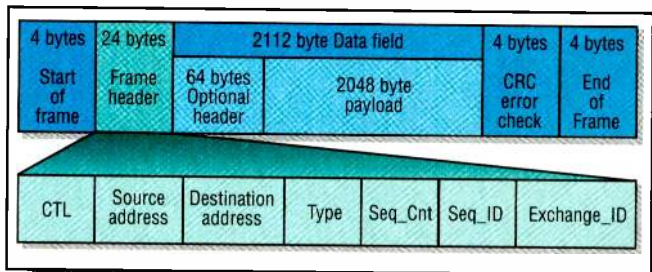 4 bytes
Start
of
frame
24 bytes
Frame
header
2112 byte Data field
64 bytes
Optional
header
2048 byte
payload
4 bytes
CRC
error
check
4 bytes
End
of
Frame
CTL
Source
address
Destination
address
Type
Seq_Cnt
Seq_ID
Exchange_ID